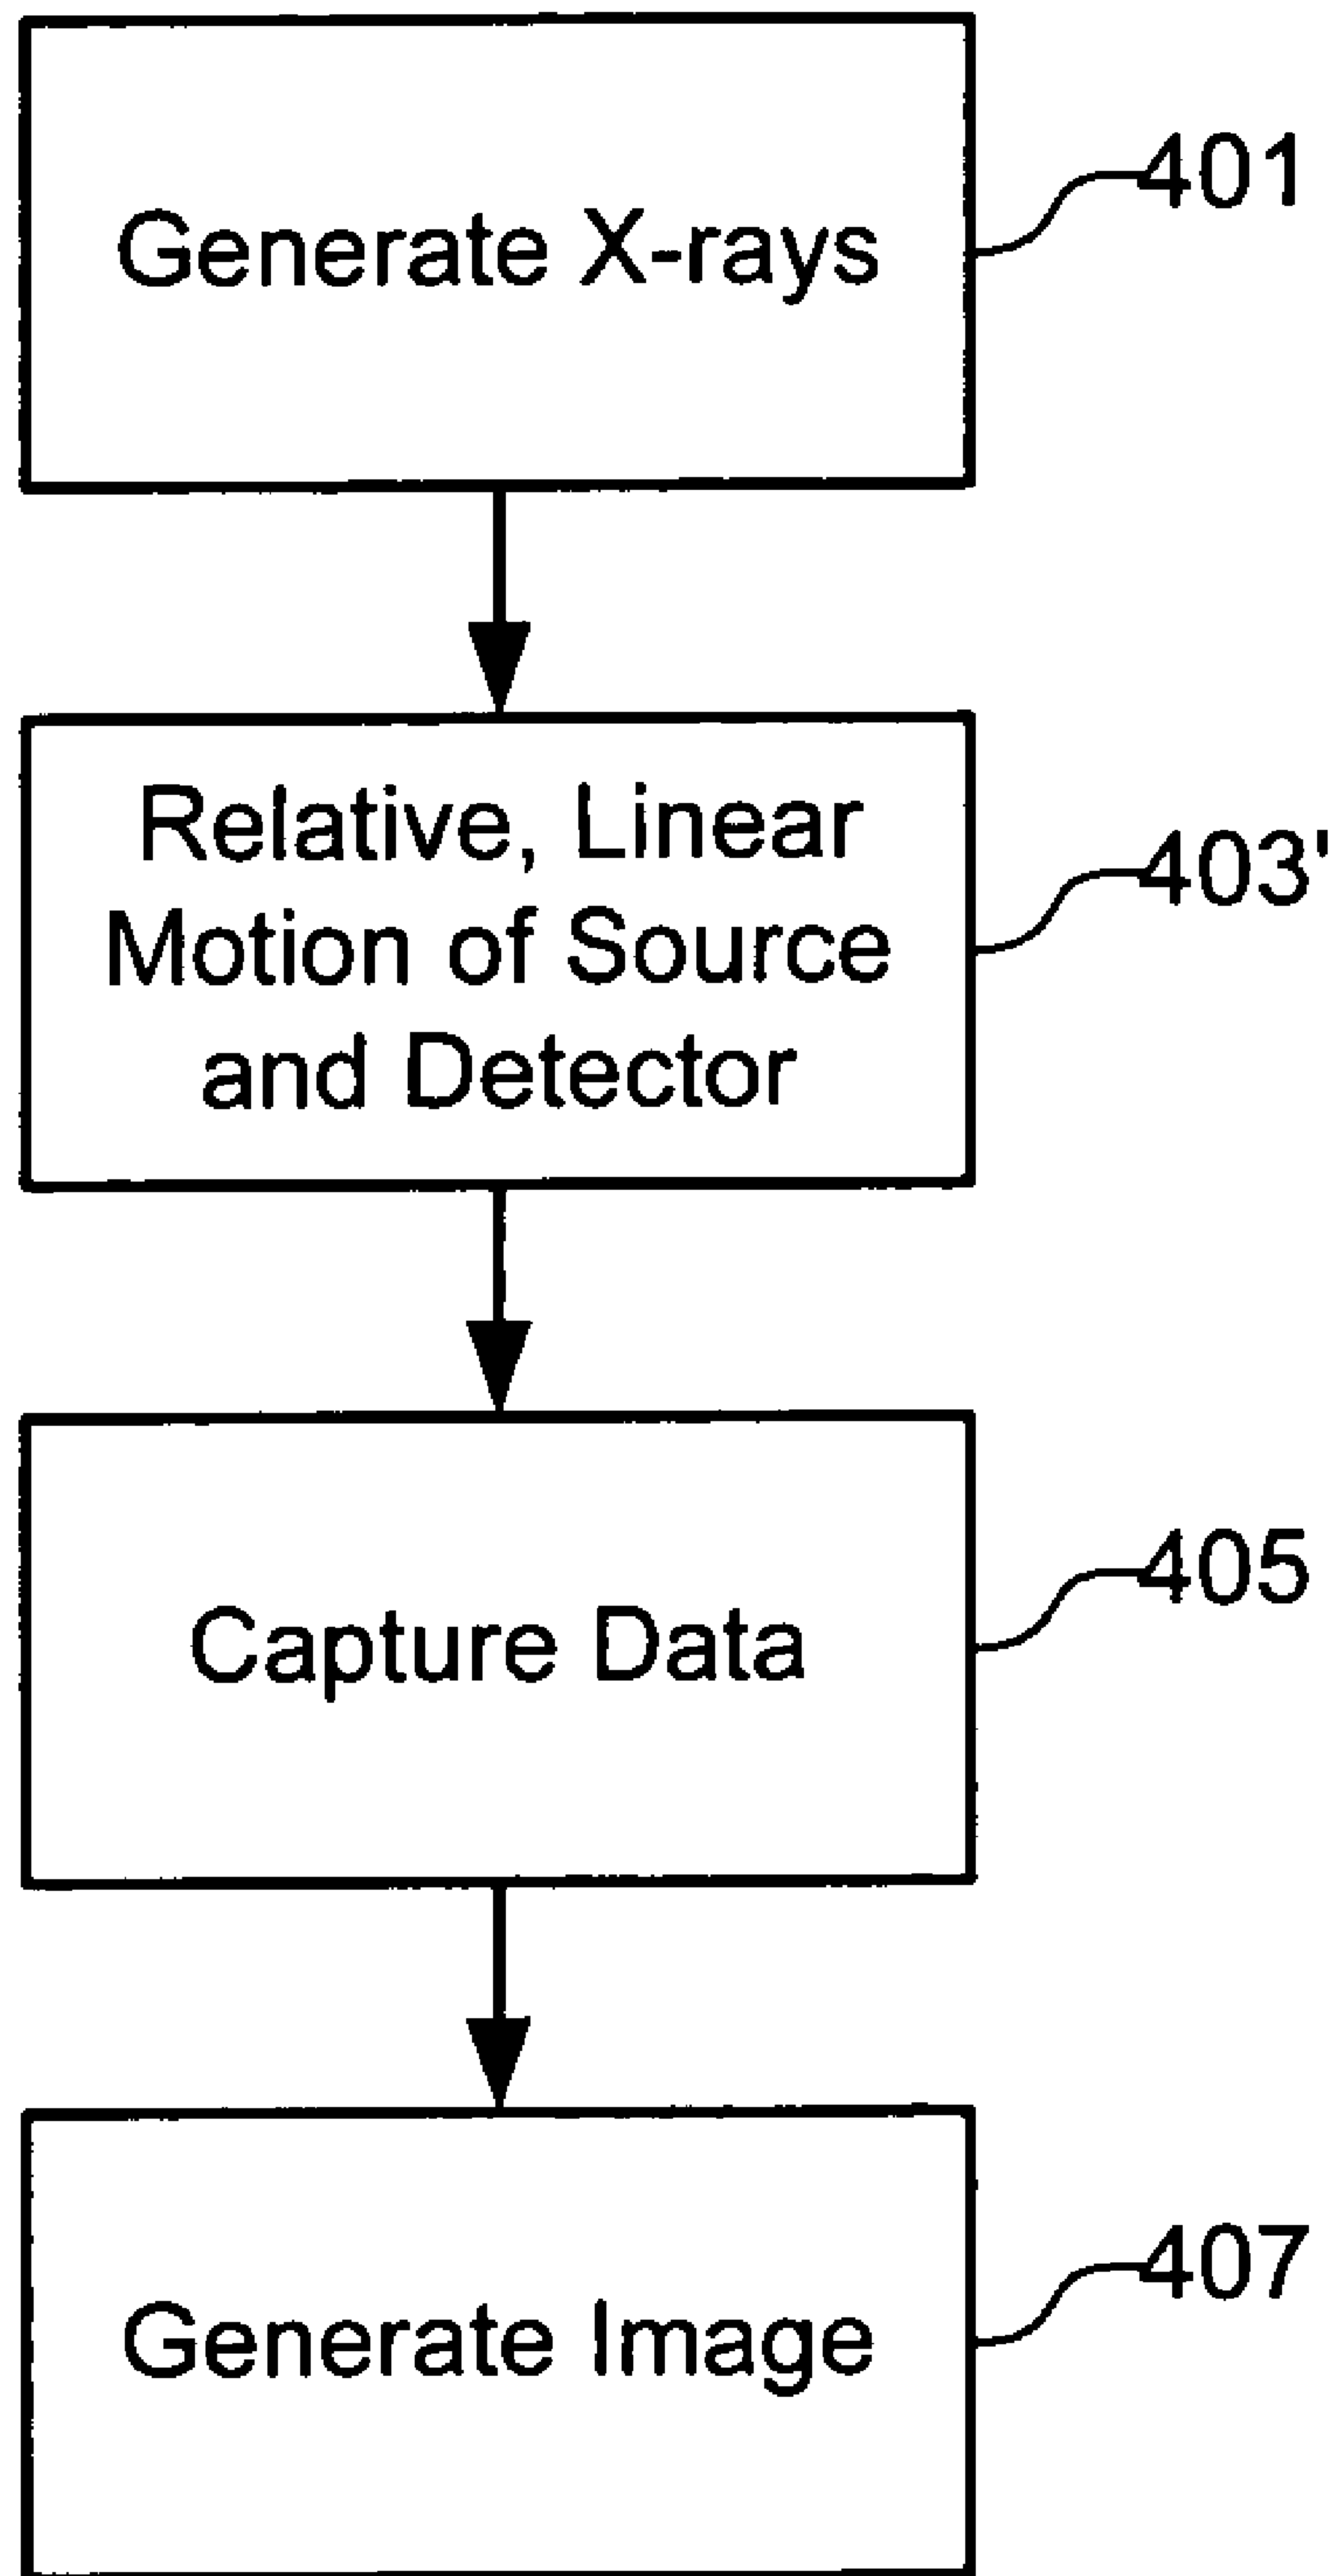 Generate X-rays
401
Relative, Linear
Motion of Source
and Detector
403'
Capture Data
405
Generate Image
407